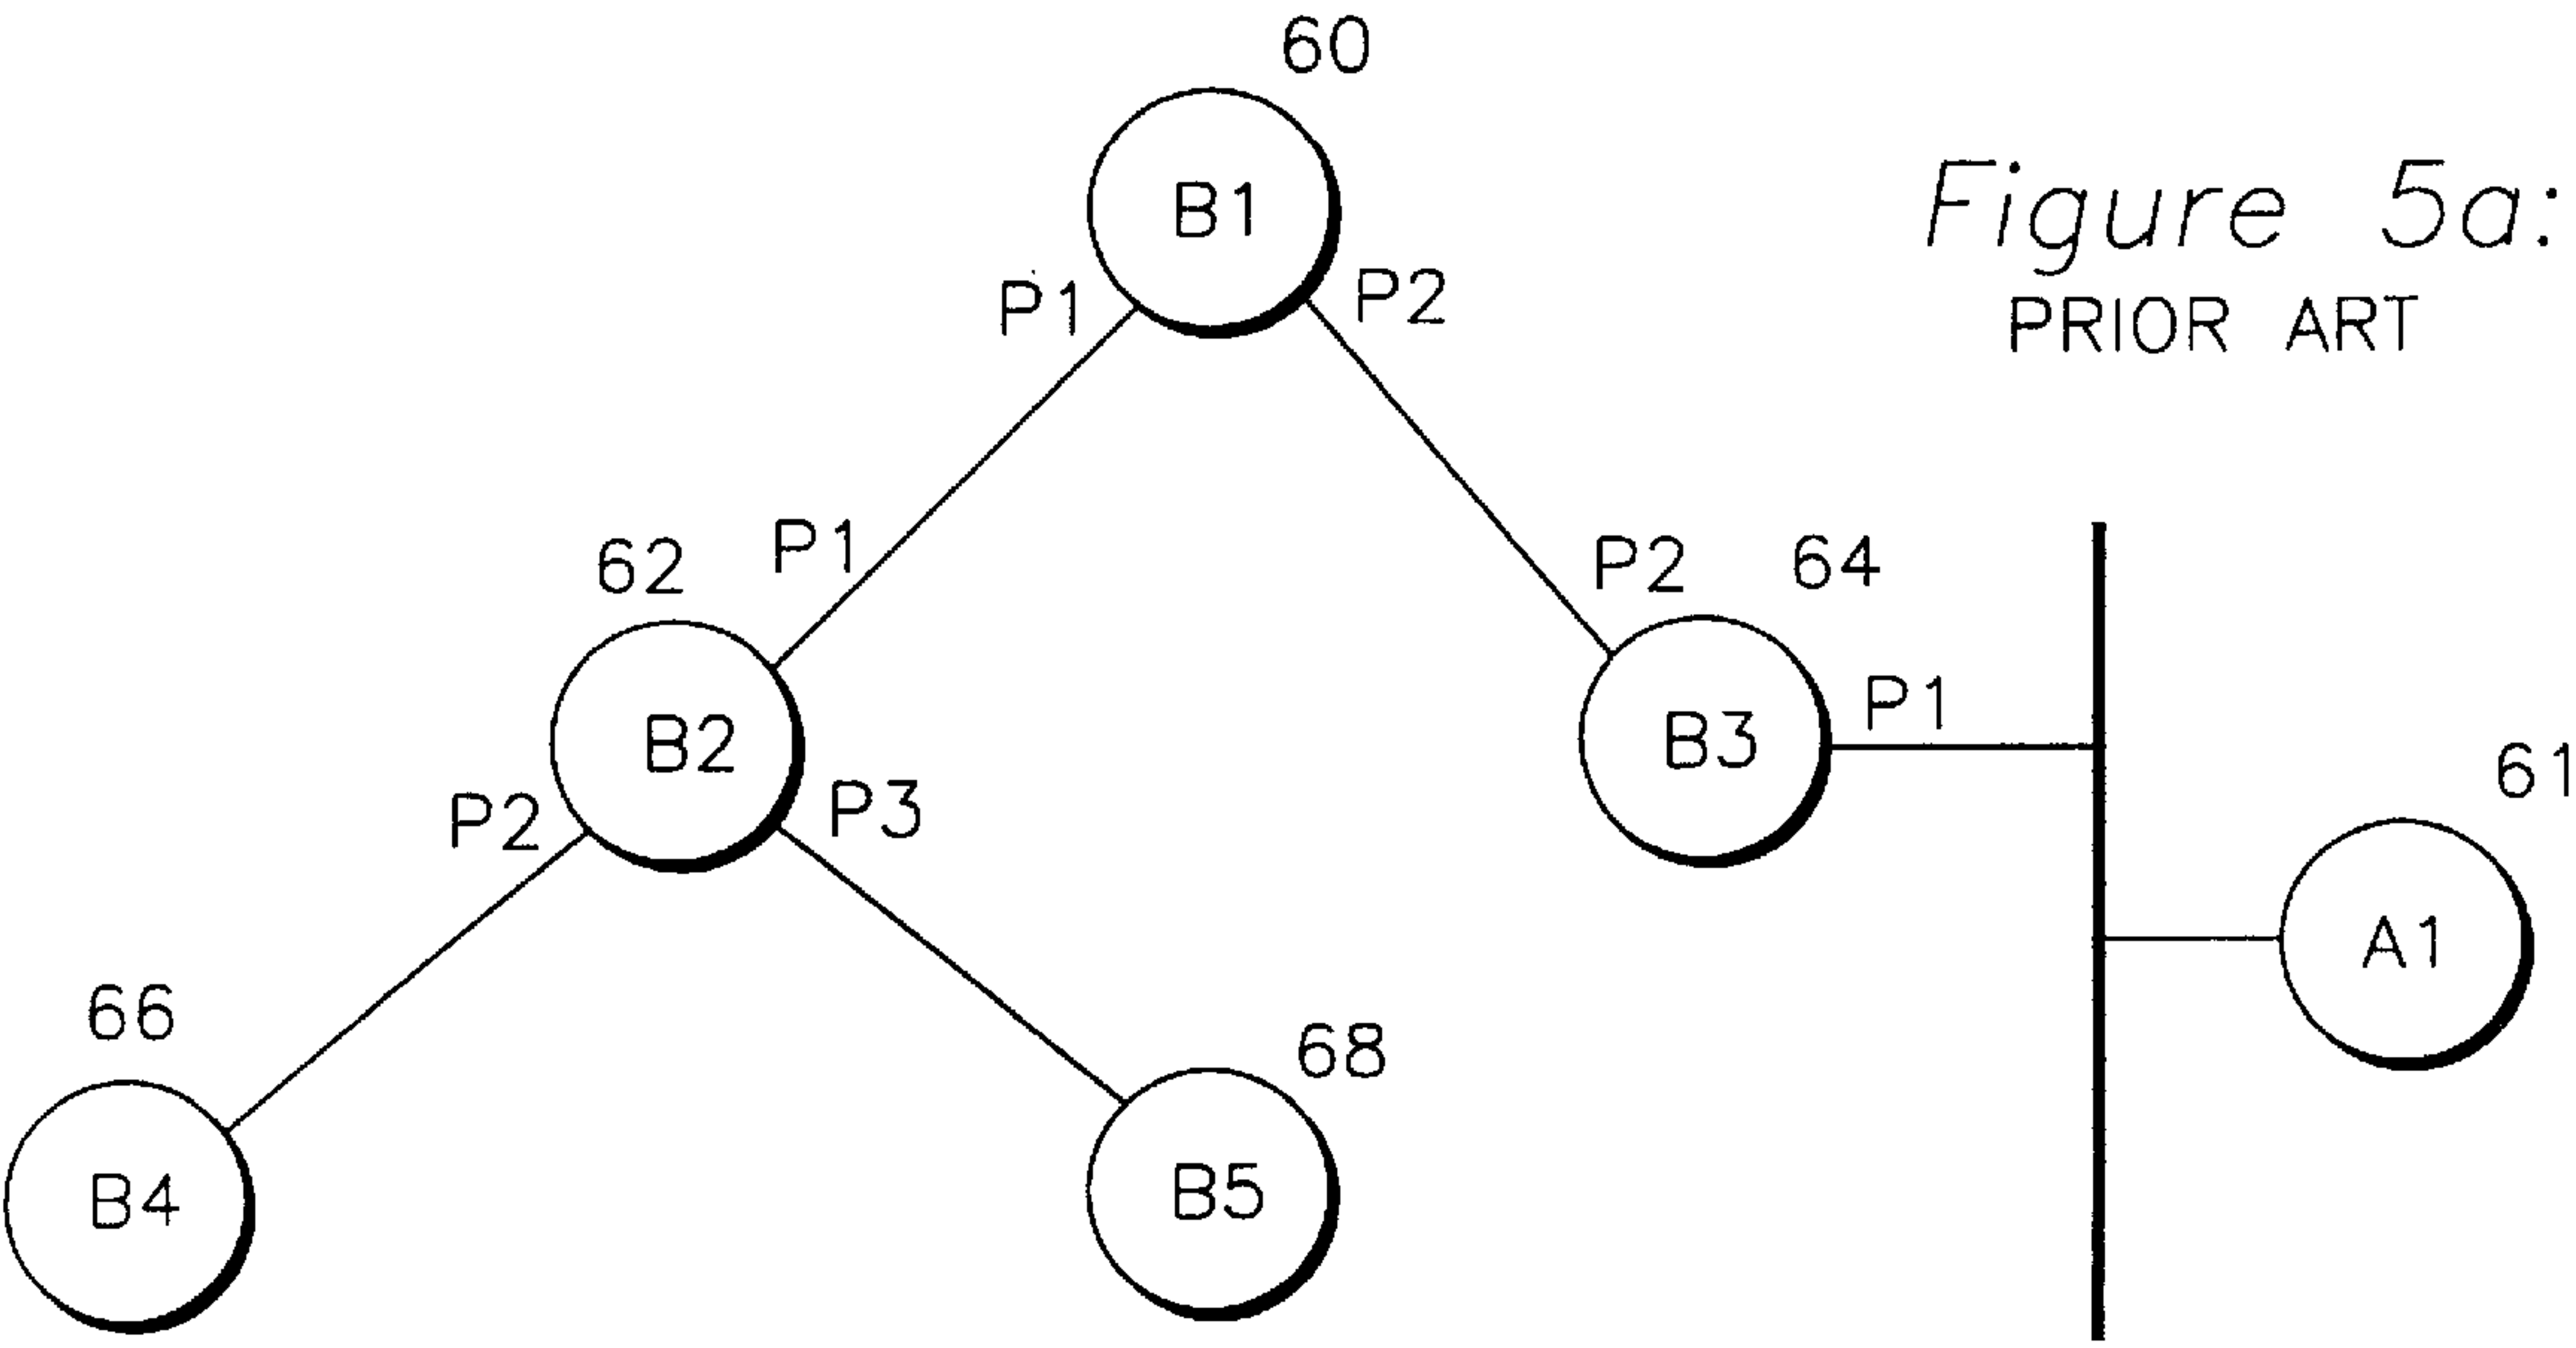 60
B1
Figure 5a:
PRIOR ART
P1
P2
62
P1
P2
64
B2
B3
P1
61
P2
P3
A1
66
68
B4
B5